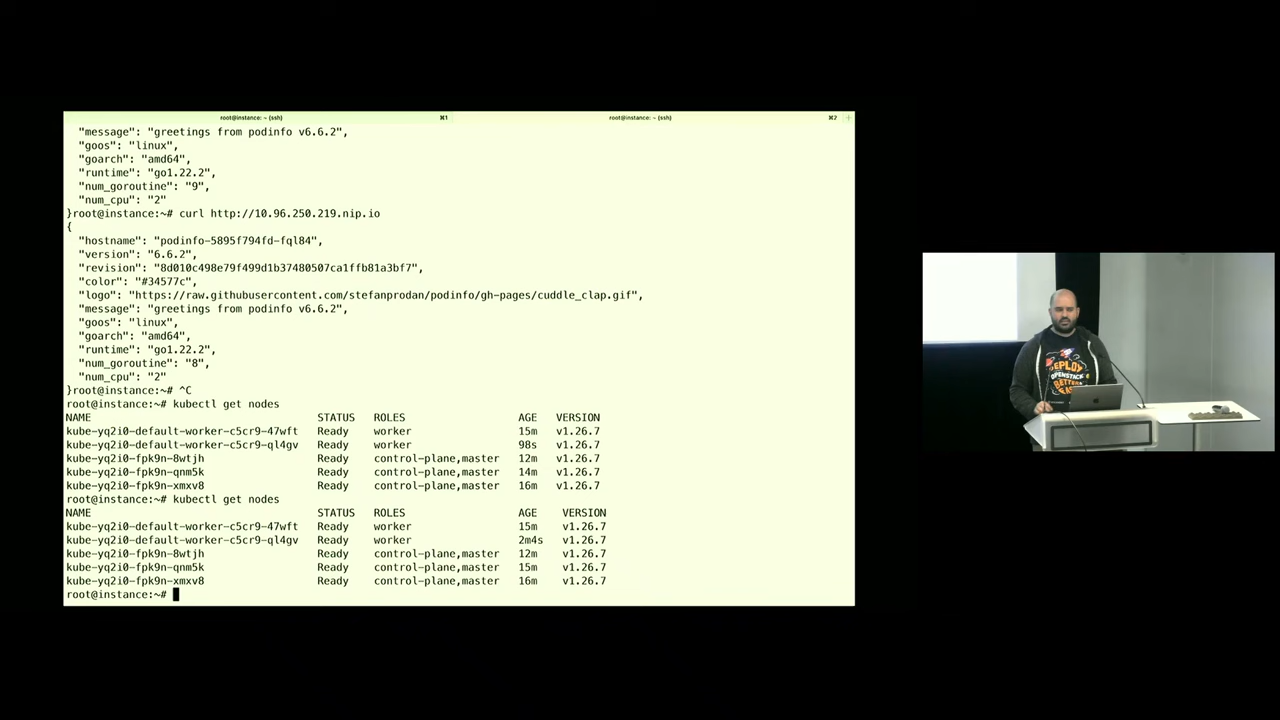 root@instance: ~ (ssh) ⌘1 root@instance: ~ (ssh) ⌘2 +
"message": "greetings from podinfo v6.6.2",
"goos": "linux",
"goarch": "amd64",
"runtime": "go1.22.2",
"num_goroutine": "9",
"num_cpu": "2"
}root@instance:~# curl http://10.96.250.219.nip.io
{
"hostname": "podinfo-5895f794fd-fql84",
"version": "6.6.2",
"revision": "8d010c498e79f499d1b37480507ca1ffb81a3bf7",
"color": "#34577c",
"logo": "https://raw.githubusercontent.com/stefanprodan/podinfo/gh-pages/cuddle_clap.gif",
"message": "greetings from podinfo v6.6.2",
"goos": "linux",
"goarch": "amd64",
"runtime": "go1.22.2",
"num_goroutine": "8",
"num_cpu": "2"
}root@instance:~# ^C
root@instance:~# kubectl get nodes
NAME STATUS ROLES AGE VERSION
kube-yq2i0-default-worker-c5cr9-47wft Ready worker 15m v1.26.7
kube-yq2i0-default-worker-c5cr9-ql4gv Ready worker 98s v1.26.7
kube-yq2i0-fpk9n-8wtjh Ready control-plane,master 12m v1.26.7
kube-yq2i0-fpk9n-qnm5k Ready control-plane,master 14m v1.26.7
kube-yq2i0-fpk9n-xmxv8 Ready control-plane,master 16m v1.26.7
root@instance:~# kubectl get nodes
NAME STATUS ROLES AGE VERSION
kube-yq2i0-default-worker-c5cr9-47wft Ready worker 15m v1.26.7
kube-yq2i0-default-worker-c5cr9-ql4gv Ready worker 2m4s v1.26.7
kube-yq2i0-fpk9n-8wtjh Ready control-plane,master 12m v1.26.7
kube-yq2i0-fpk9n-qnm5k Ready control-plane,master 15m v1.26.7
kube-yq2i0-fpk9n-xmxv8 Ready control-plane,master 16m v1.26.7
root@instance:~#
OPENSTACK